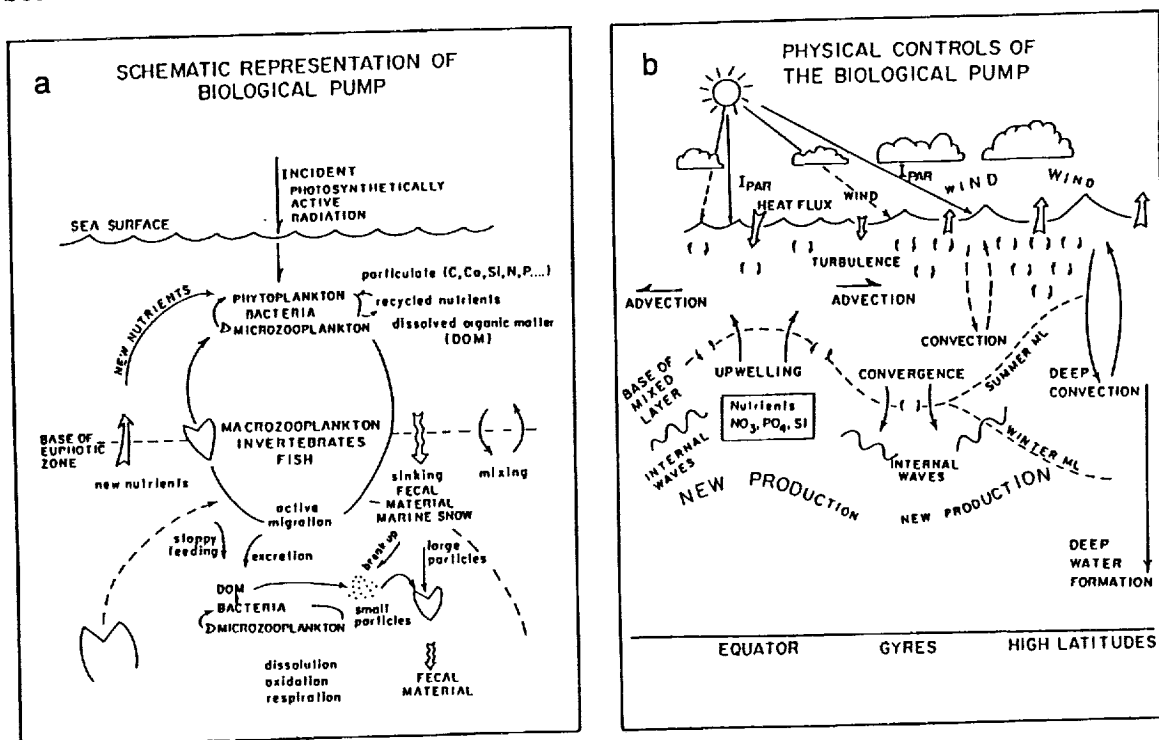 a
SCHEMATIC REPRESENTATION OF
BIOLOGICAL PUMP
INCIDENT
PHOTOSYNTHETICALLY
ACTIVE
RADIATION
SEA SURFACE
particulate (C, Ca, Si, N, P....)
PHYTOPLANKTON
BACTERIA
MICROZOOPLANKTON
recycled nutrients
dissolved organic matter
(DOM)
NEW NUTRIENTS
MACROZOOPLANKTON
INVERTEBRATES
FISH
BASE OF
EUPHOTIC
ZONE
new nutrients
mixing
sinking
FECAL
MATERIAL
MARINE SNOW
active
migration
sloppy
feeding
excretion
break up
large
particles
DOM
BACTERIA
MICROZOOPLANKTON
small
particles
dissolution
oxidation
respiration
FECAL
MATERIAL
b
PHYSICAL CONTROLS OF
THE BIOLOGICAL PUMP
IPAR
HEAT FLUX
WIND
IPAR
WIND
WIND
TURBULENCE
ADVECTION
ADVECTION
CONVECTION
BASE OF
MIXED
LAYER
UPWELLING
CONVERGENCE
SUMMER ML
DEEP
CONVECTION
Nutrients
NO3, PO4, SI
INTERNAL
WAVES
INTERNAL
WAVES
WINTER ML
NEW PRODUCTION
NEW PRODUCTION
DEEP
WATER
FORMATION
EQUATOR
GYRES
HIGH LATITUDES